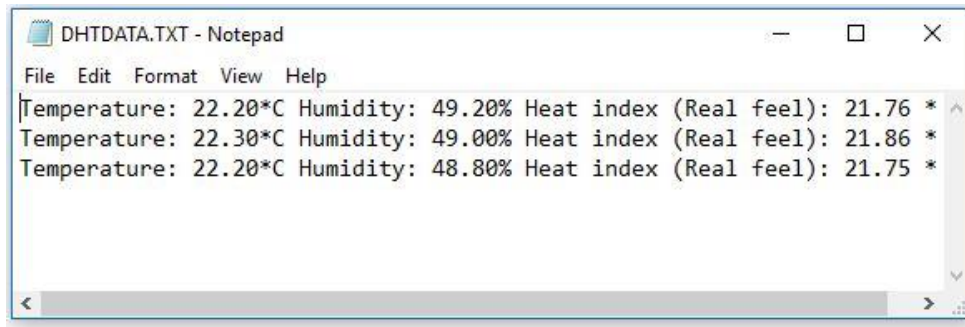 DHTDATA.TXT - Notepad
File Edit Format View Help
Temperature: 22.20*C Humidity: 49.20% Heat index (Real feel): 21.76 *
Temperature: 22.30*C Humidity: 49.00% Heat index (Real feel): 21.86 *
Temperature: 22.20*C Humidity: 48.80% Heat index (Real feel): 21.75 *